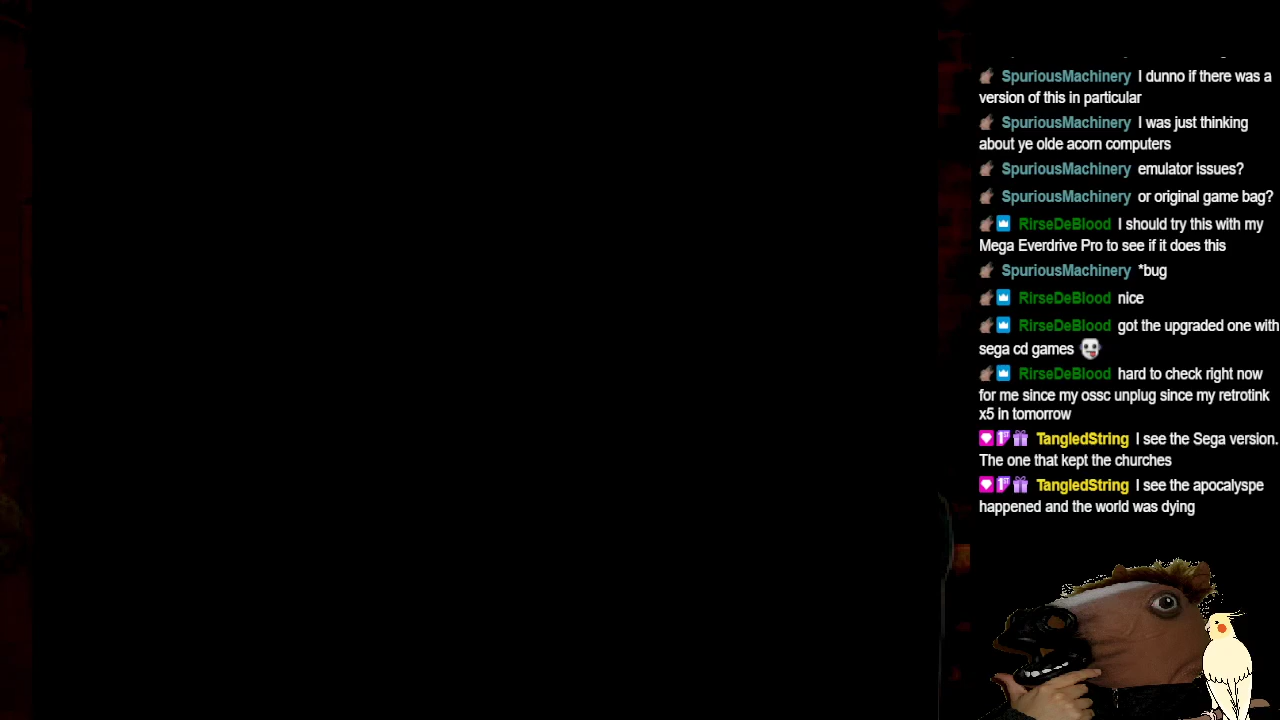 SpuriousMachinery I dunno if there was a
version of this in particular
SpuriousMachinery I was just thinking
about ye olde acorn computers
SpuriousMachinery emulator issues?
SpuriousMachinery or original game bag?
RirseDeBlood I should try this with my
Mega Everdrive Pro to see if it does this
SpuriousMachinery *bug
RirseDeBlood nice
RirseDeBlood got the upgraded one with
sega cd games
RirseDeBlood hard to check right now
for me since my ossc unplug since my retrotink
x5 in tomorrow
TangledString I see the Sega version.
The one that kept the churches
TangledString I see the apocalyspe
happened and the world was dying